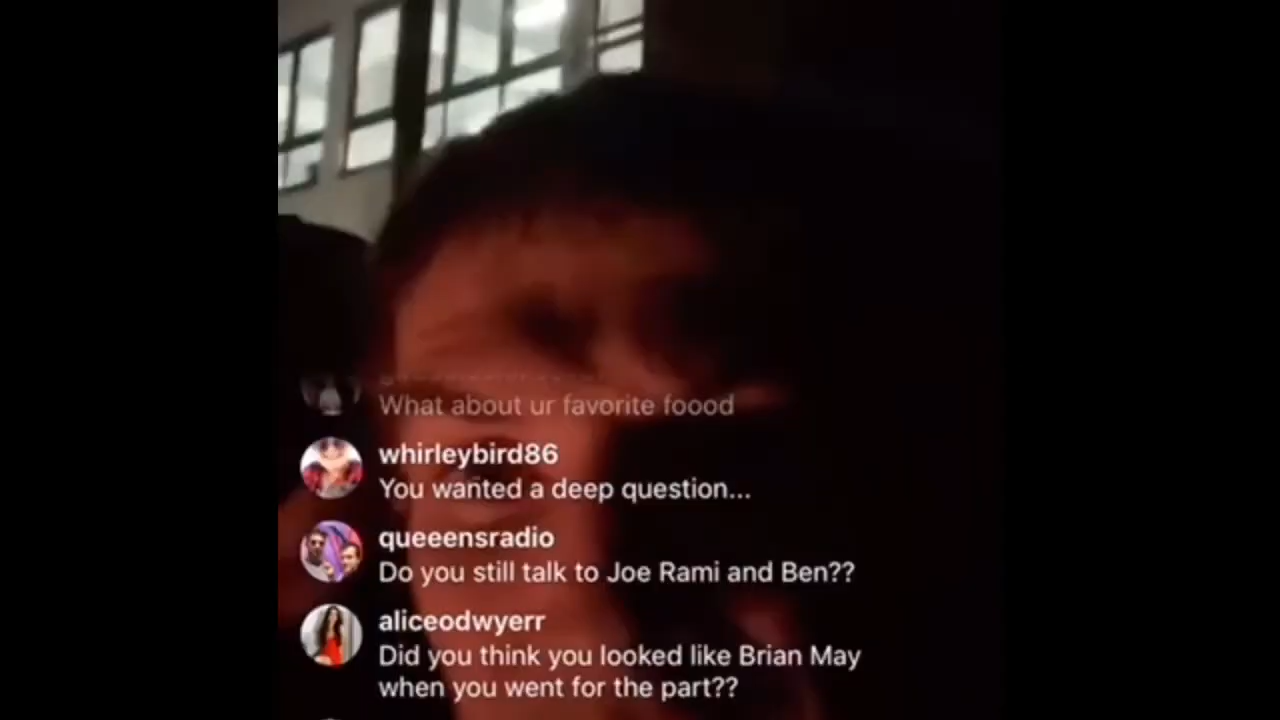 What about ur favorite foood
whirleybird86
You wanted a deep question...
queeensradio
Do you still talk to Joe Rami and Ben??
aliceodwyerr
Did you think you looked like Brian May
when you went for the part??